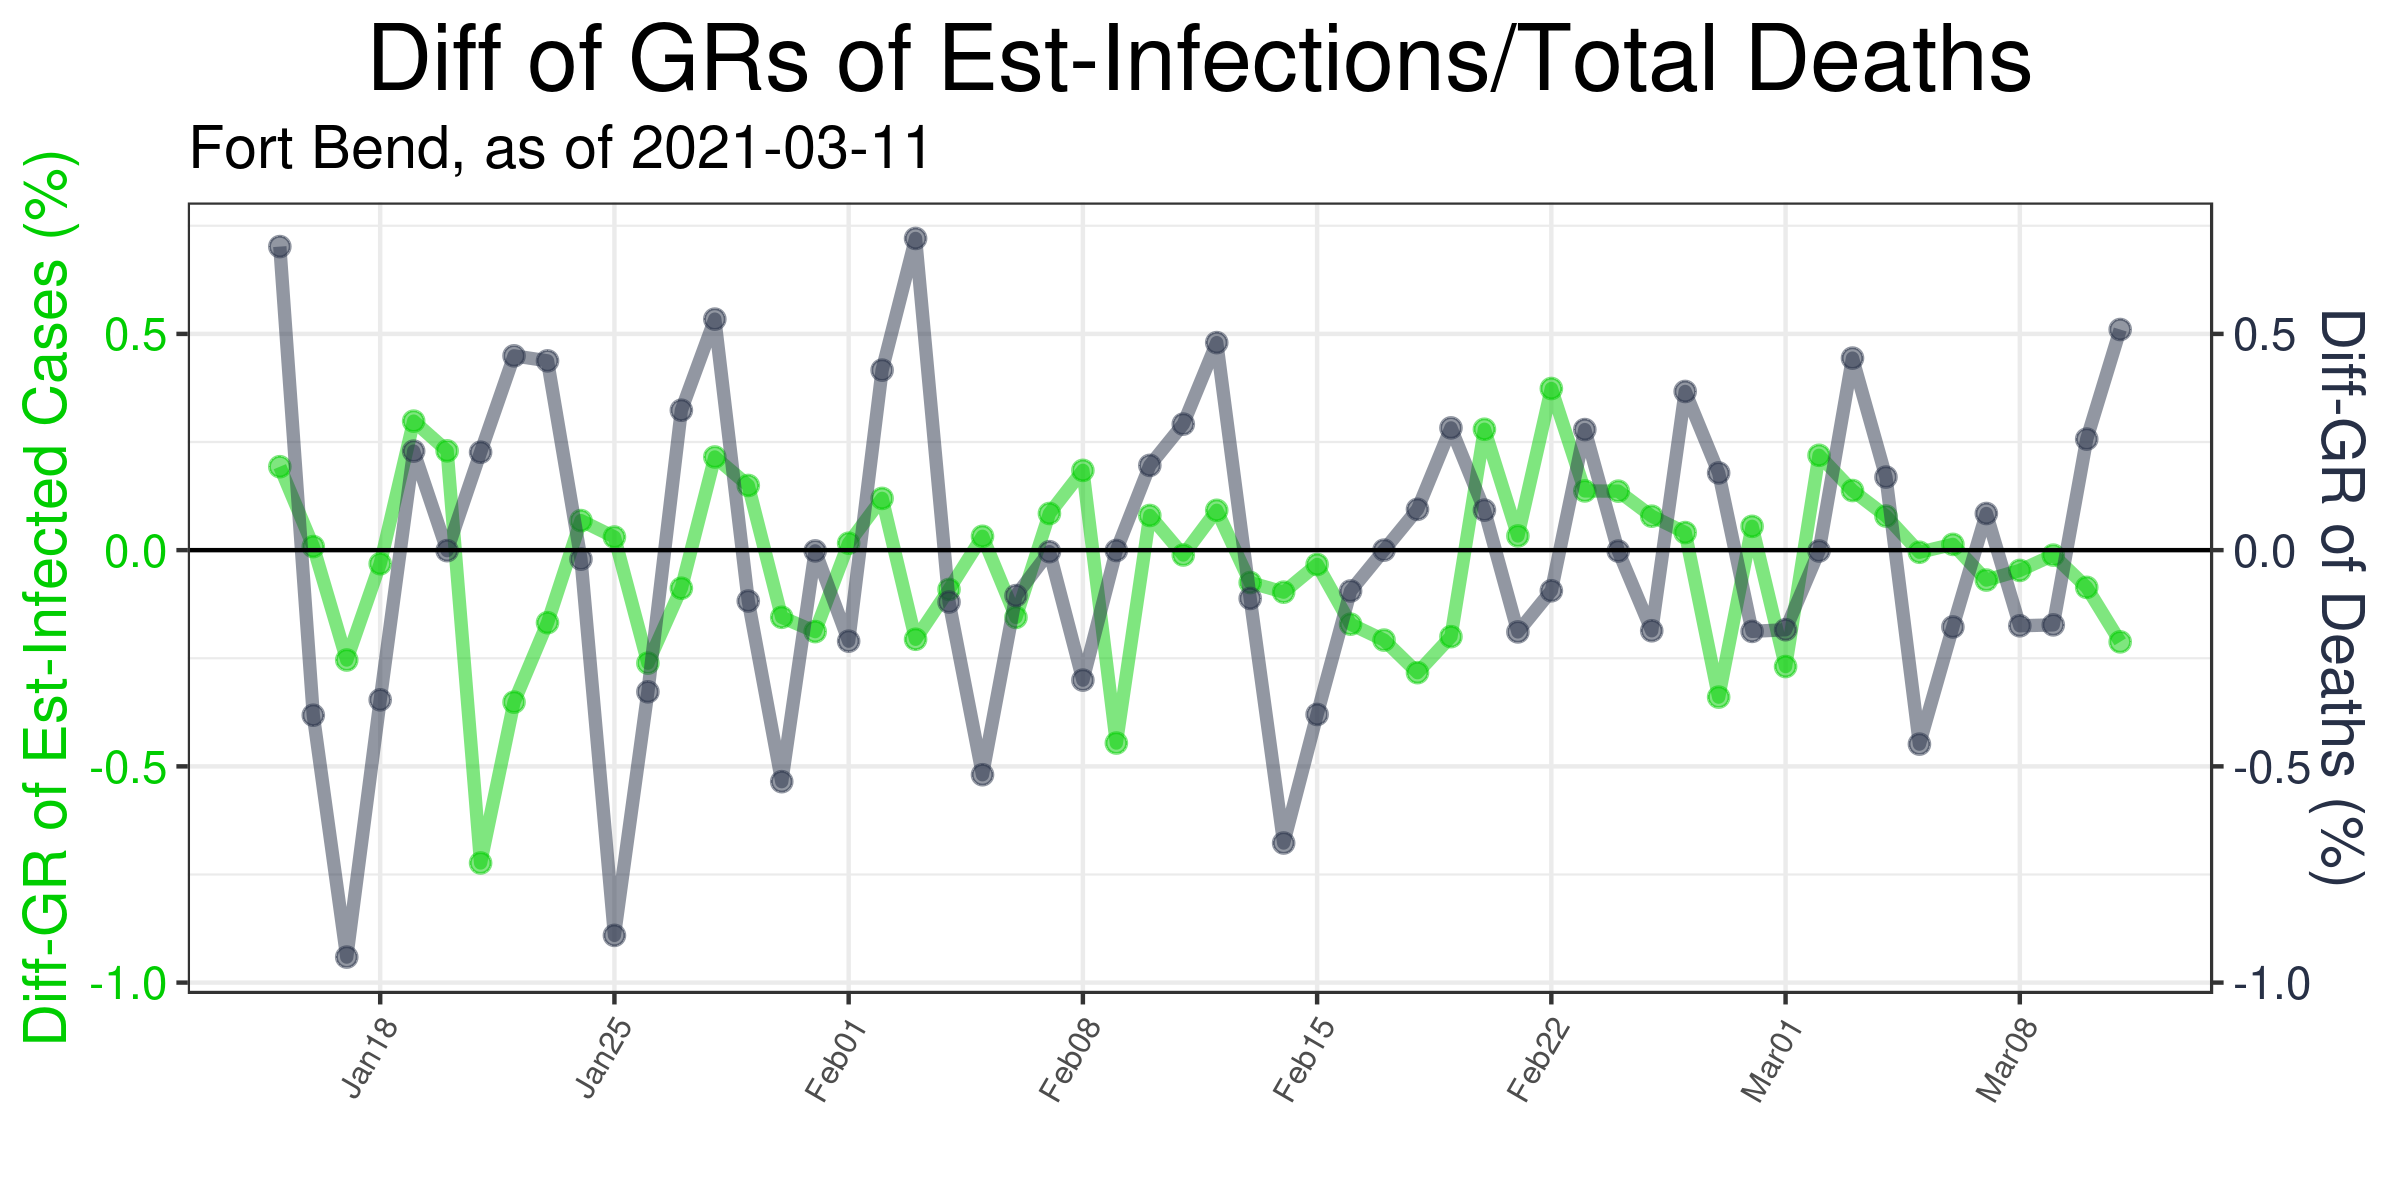 Diff of GRs of Est-Infections/Total Deaths
Fort Bend, as of 2021-03-11
Diff-GR of Est-Infected Cases (%)
0.5
0.0
-0.5
-1.0
0.5
0.0
-0.5
-1.0
Diff-GR of Deaths (%)
Jan18
Jan25
Feb01
Feb08
Feb15
Feb22
Mar01
Mar08